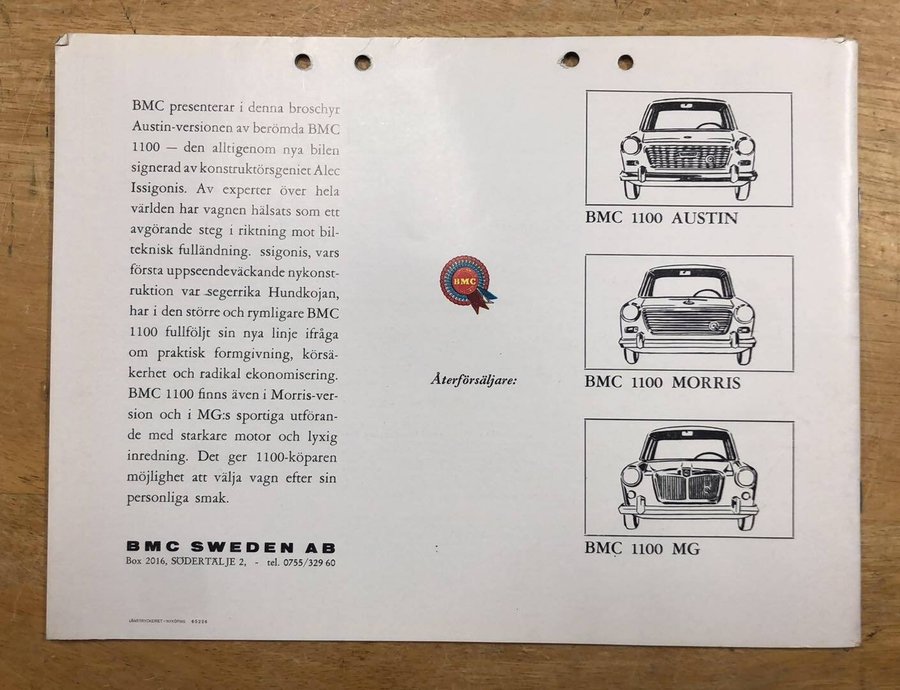 BMC presenterar i denna broschyr
Austin-versionen av berömda BMC
1100 — den alltigenom nya bilen
signerad av konstruktörsgeniet Alec
Issigonis. Av experter över hela
världen har vagnen hälsats som ett
avgörande steg i riktning mot bil-
teknisk fulländning. ssigonis, vars
första uppseendeväckande nykonst-
ruktion var segerrika Hundkojan,
har i den större och rymligare BMC
1100 fullföljt sin nya linje ifråga
om praktisk formgivning, körsä-
kerhet och radikal ekonomisering.
BMC 1100 finns även i Morris-ver-
sion och i MG:s sportiga utföran-
de med starkare motor och lyxig
inredning. Det ger 1100-köparen
möjlighet att välja vagn efter sin
personliga smak.
BMC SWEDEN AB
Box 2016, SÖDERTÄLJE 2, - tel. 0755/329 60
LÄNSTRYCKERIET • NYKÖPING 65226
BMC
Återförsäljare:
BMC 1100 AUSTIN
BMC 1100 MORRIS
BMC 1100 MG